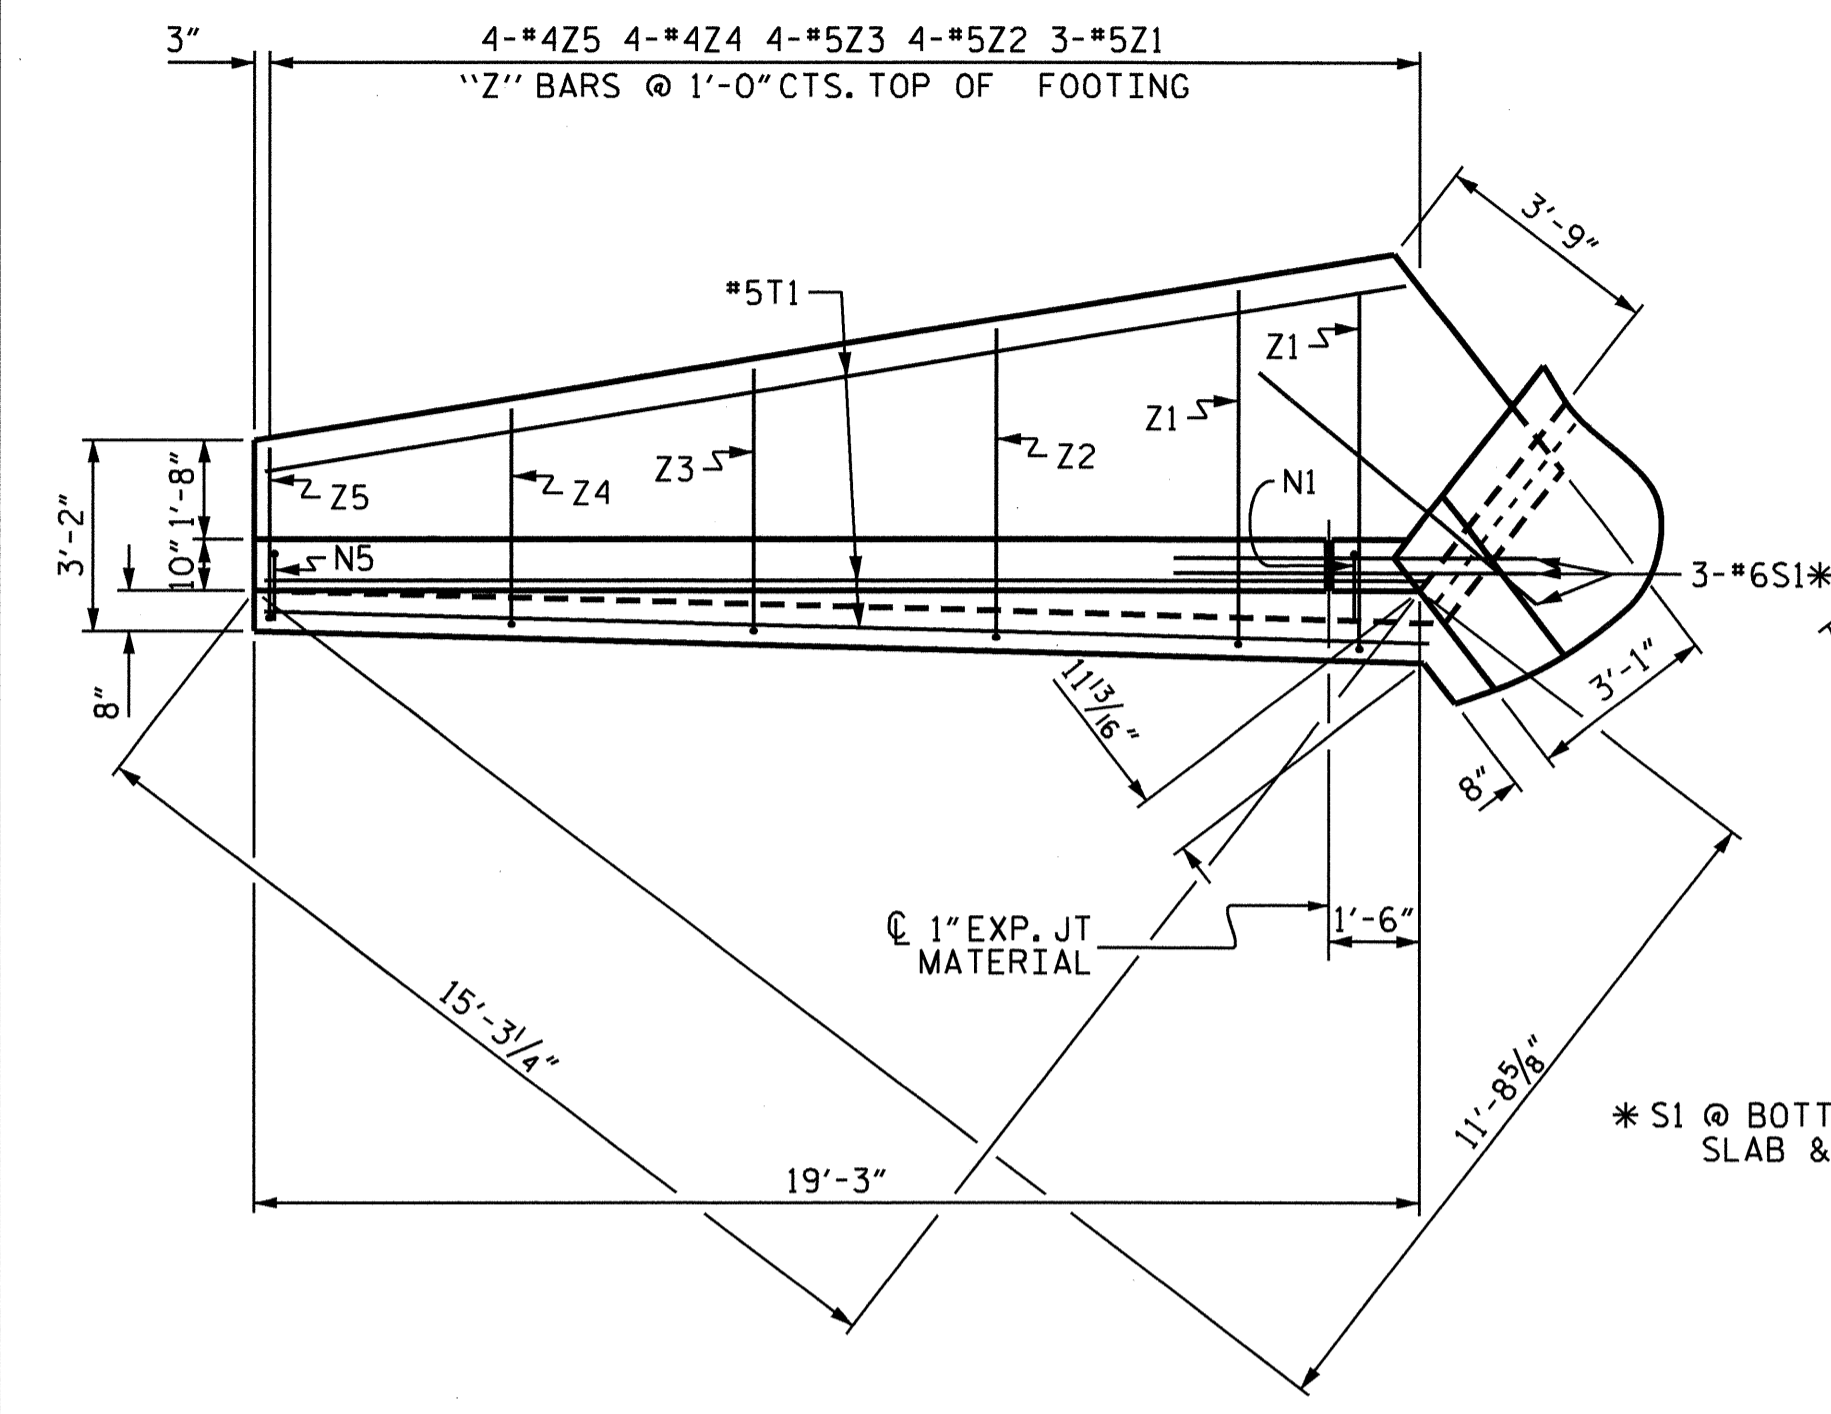 3"
4-#4Z5 4-#4Z4 4-#5Z3 4-#5Z2 3-#5Z1
"Z" BARS @ 1'-0" CTS. TOP OF FOOTING
3'-9"
#5T1
Z1
Z1
Z2
Z3
Z4
Z5
N1
N5
1'-8"
3'-2"
10"
8"
3-#6S1*
3'-1"
8"
11 13/16"
℄ 1" EXP. JT
MATERIAL
1'-6"
15'-3 1/4"
11'-8 5/8"
* S1 @ BOTT
SLAB &
19'-3"